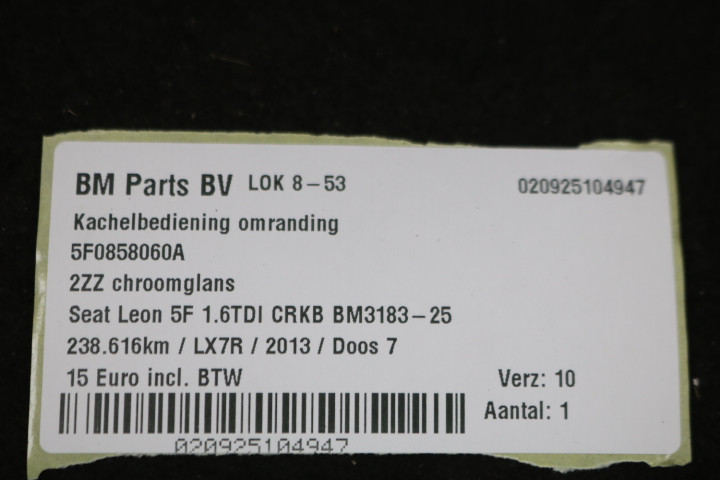 BM Parts BV LOK 8-53 020925104947
Kachelbediening omranding
5F0858060A
2ZZ chroomglans
Seat Leon 5F 1.6TDI CRKB BM3183-25
238.616km / LX7R / 2013 / Doos 7
15 Euro incl. BTW Verz: 10
Aantal: 1
020925104947